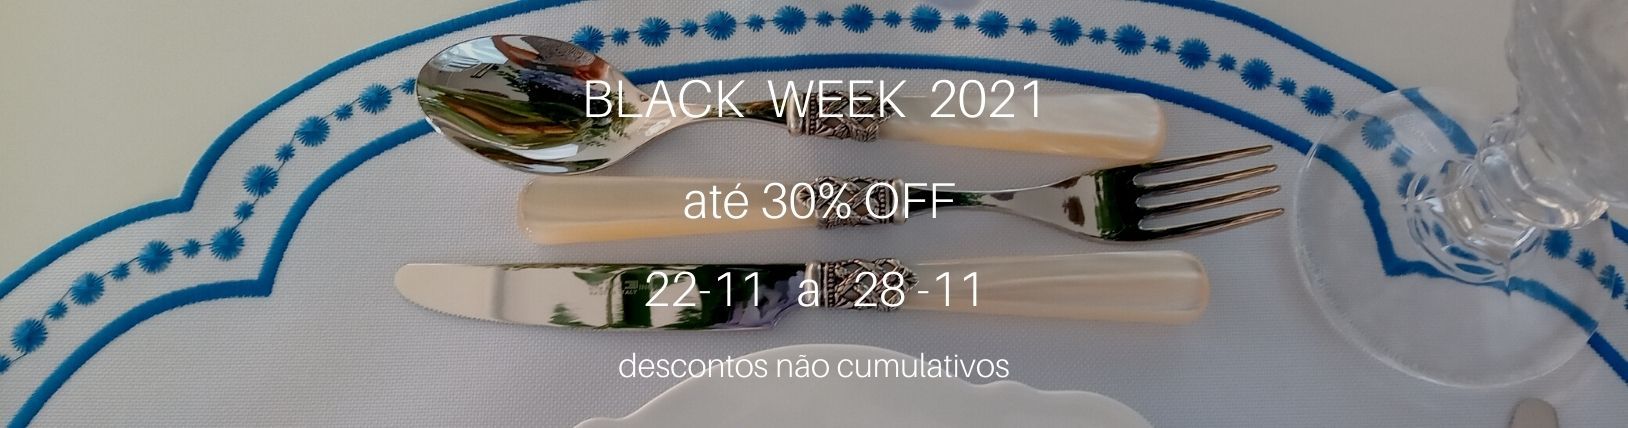 BLACK WEEK 2021
até 30% OFF
22-11 a 28-11
descontos não cumulativos